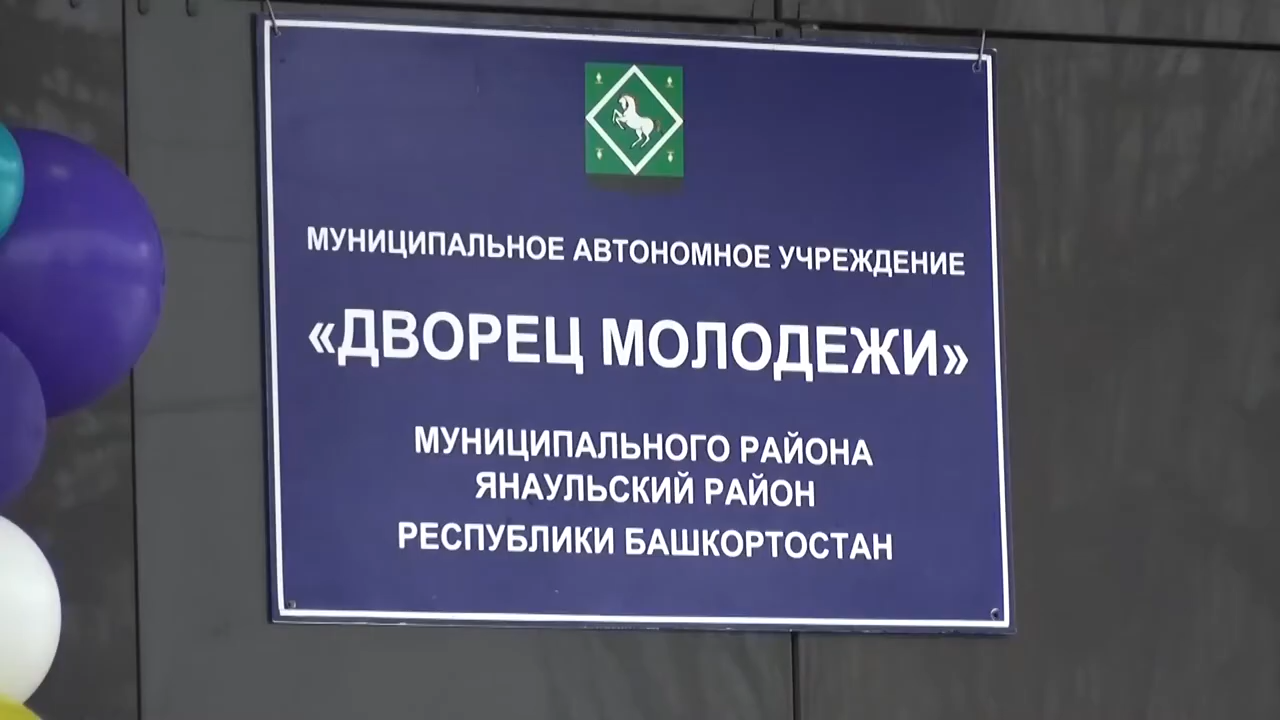 МУНИЦИПАЛЬНОЕ АВТОНОМНОЕ УЧРЕЖДЕНИЕ
«ДВОРЕЦ МОЛОДЕЖИ»
МУНИЦИПАЛЬНОГО РАЙОНА
ЯНАУЛЬСКИЙ РАЙОН
РЕСПУБЛИКИ БАШКОРТОСТАН